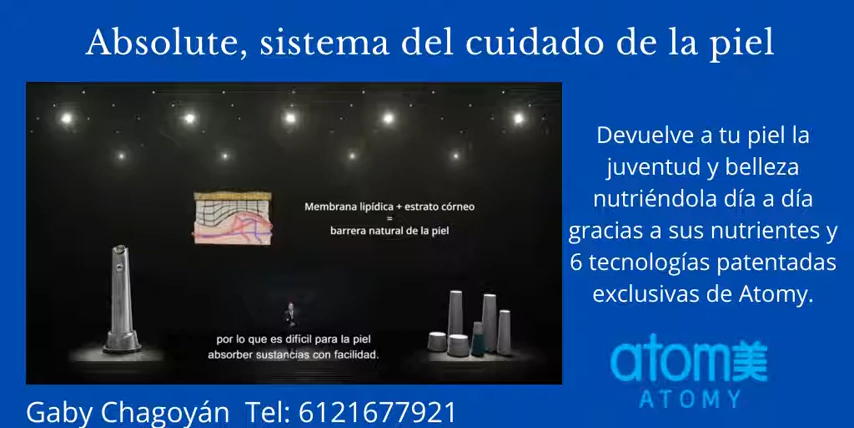 Absolute, sistema del cuidado de la piel
Membrana lipídica + estrato córneo
=
barrera natural de la piel
por lo que es difícil para la piel
absorber sustancias con facilidad.
Devuelve a tu piel la
juventud y belleza
nutriéndola día a día
gracias a sus nutrientes y
6 tecnologías patentadas
exclusivas de Atomy.
atom美
ATOMY
Gaby Chagoyán Tel: 6121677921